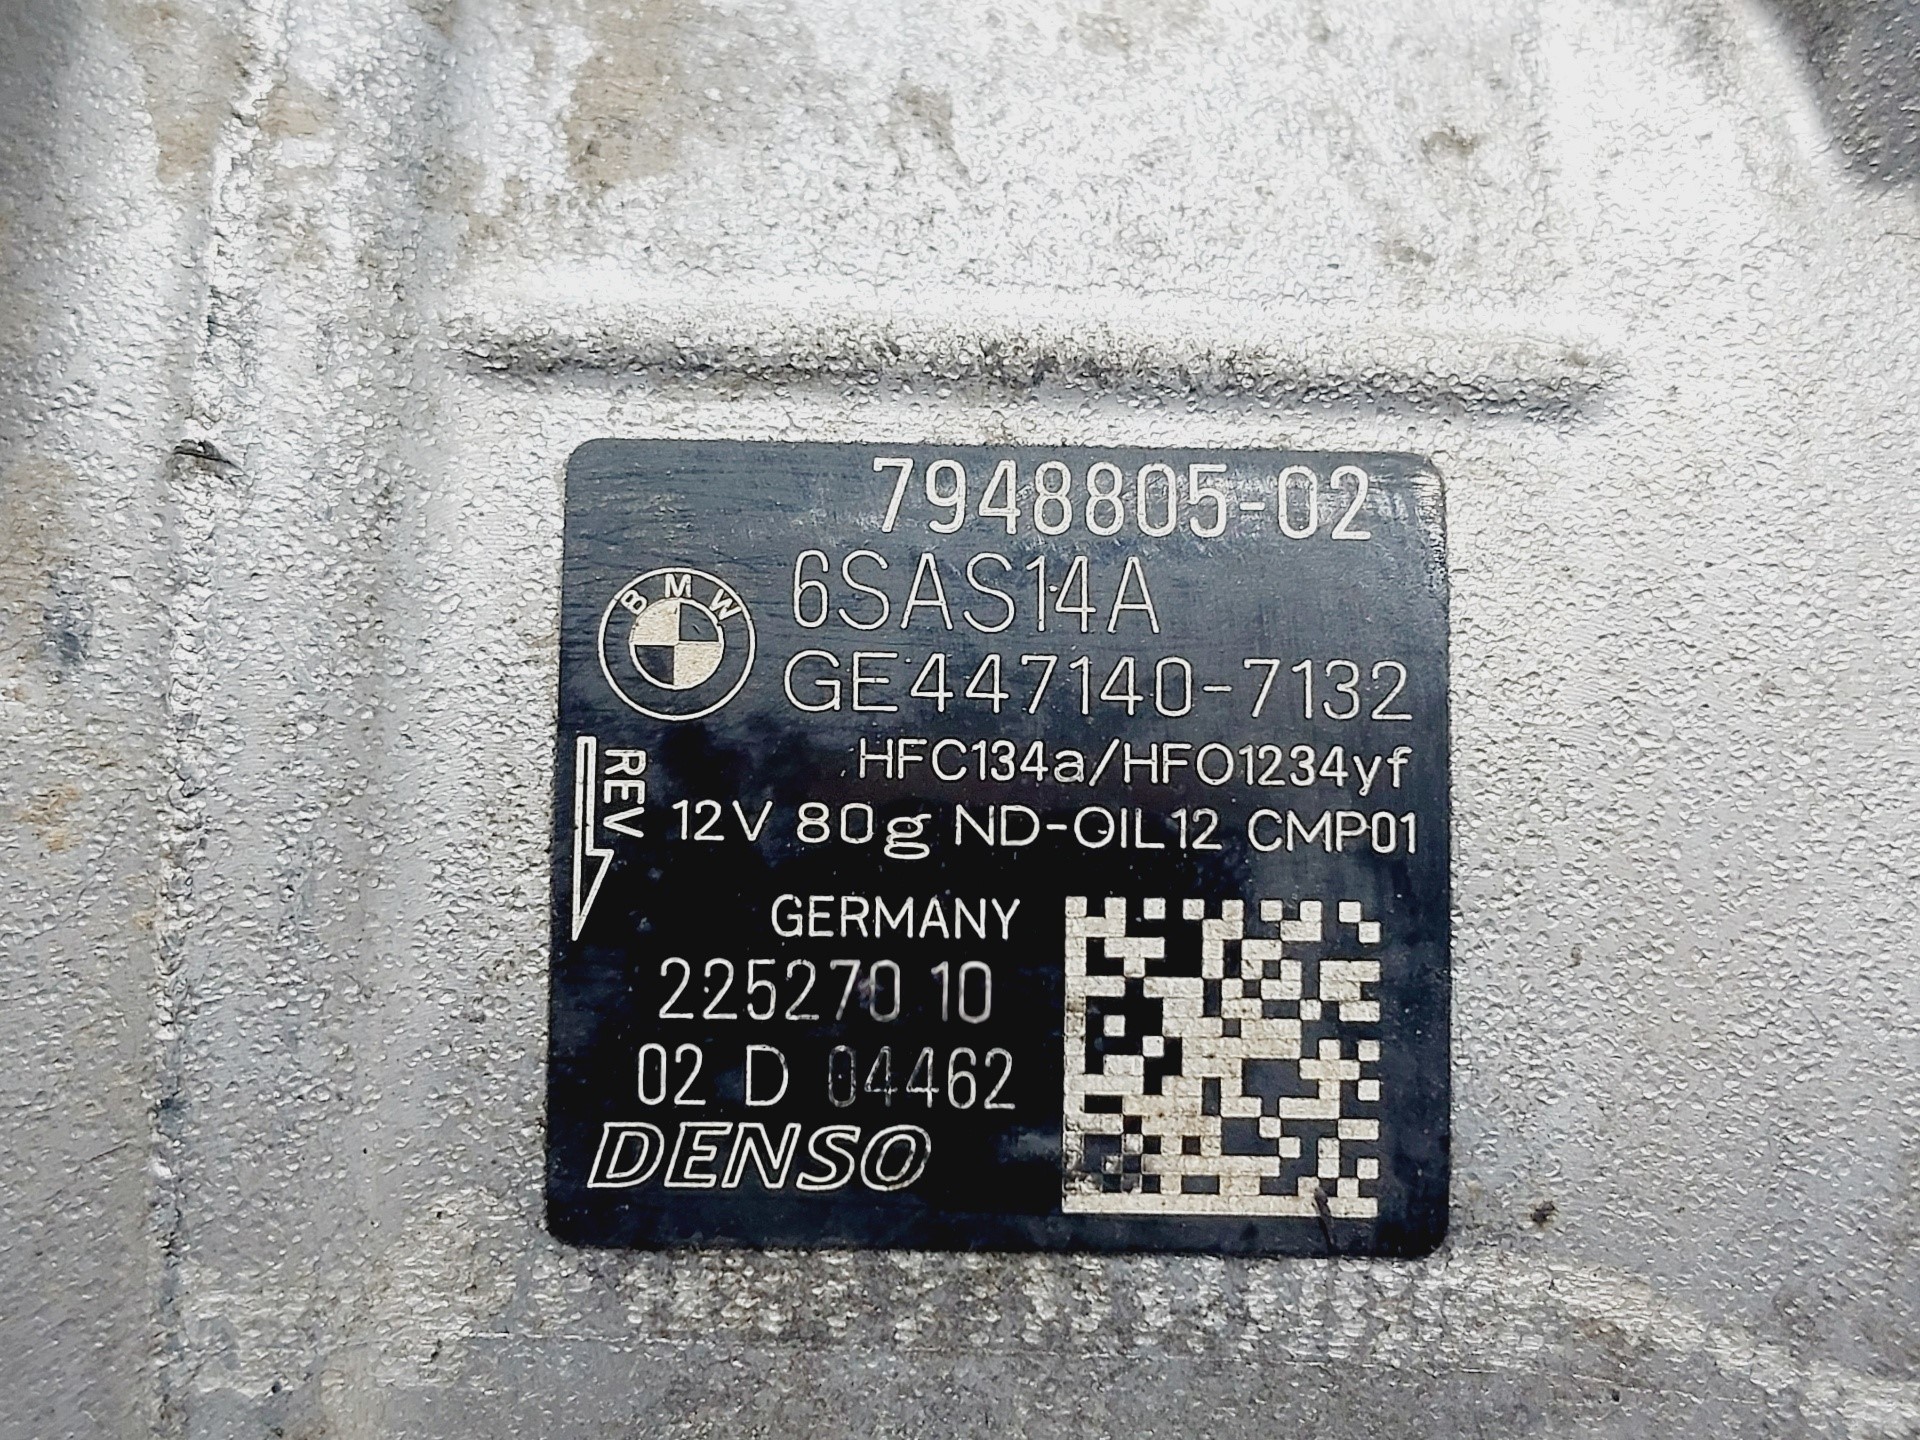 7948805-02
BMW
6SAS14A
GE447140-7132
HFC134a/HFO1234yf
REV
12V 80g ND-OIL12 CMP01
GERMANY
225270 10
02 D 04462
DENSO